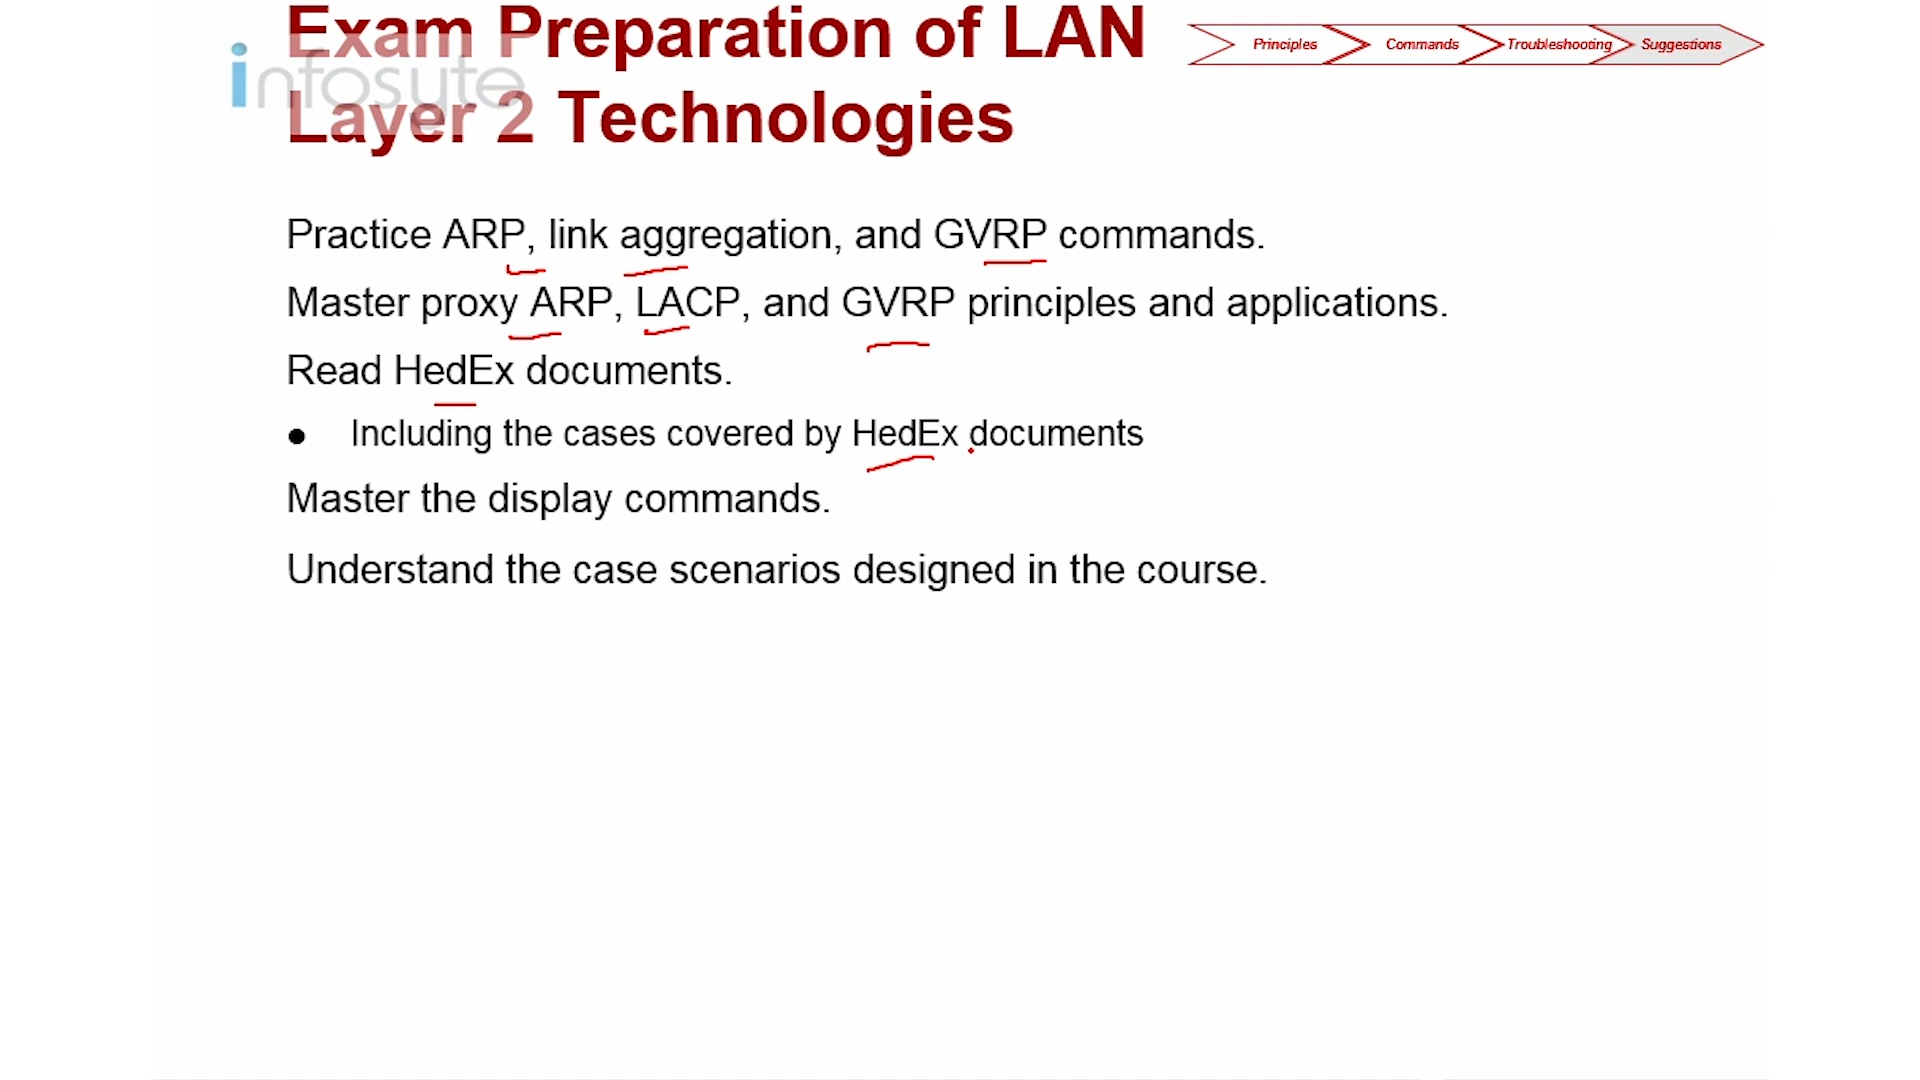 Exam Preparation of LAN
Layer 2 Technologies
infosyte
Principles
Commands
Troubleshooting
Suggestions
Practice ARP, link aggregation, and GVRP commands.
Master proxy ARP, LACP, and GVRP principles and applications.
Read HedEx documents.
● Including the cases covered by HedEx documents
Master the display commands.
Understand the case scenarios designed in the course.